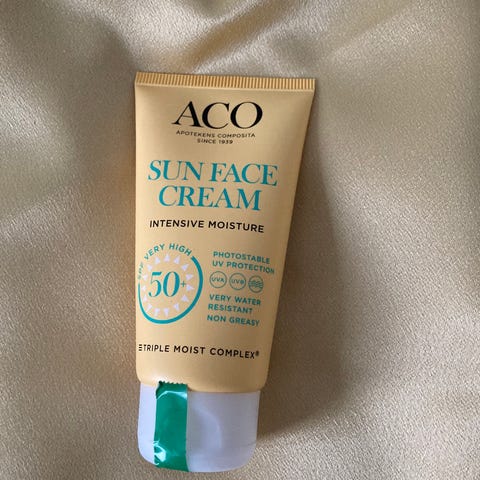 ACO
APOTEKENS COMPOSITA
SINCE 1939
SUN FACE
CREAM
INTENSIVE MOISTURE
SPF VERY HIGH
50+
PHOTOSTABLE
UV PROTECTION
UVA UVB
VERY WATER
RESISTANT
NON GREASY
TRIPLE MOIST COMPLEX®